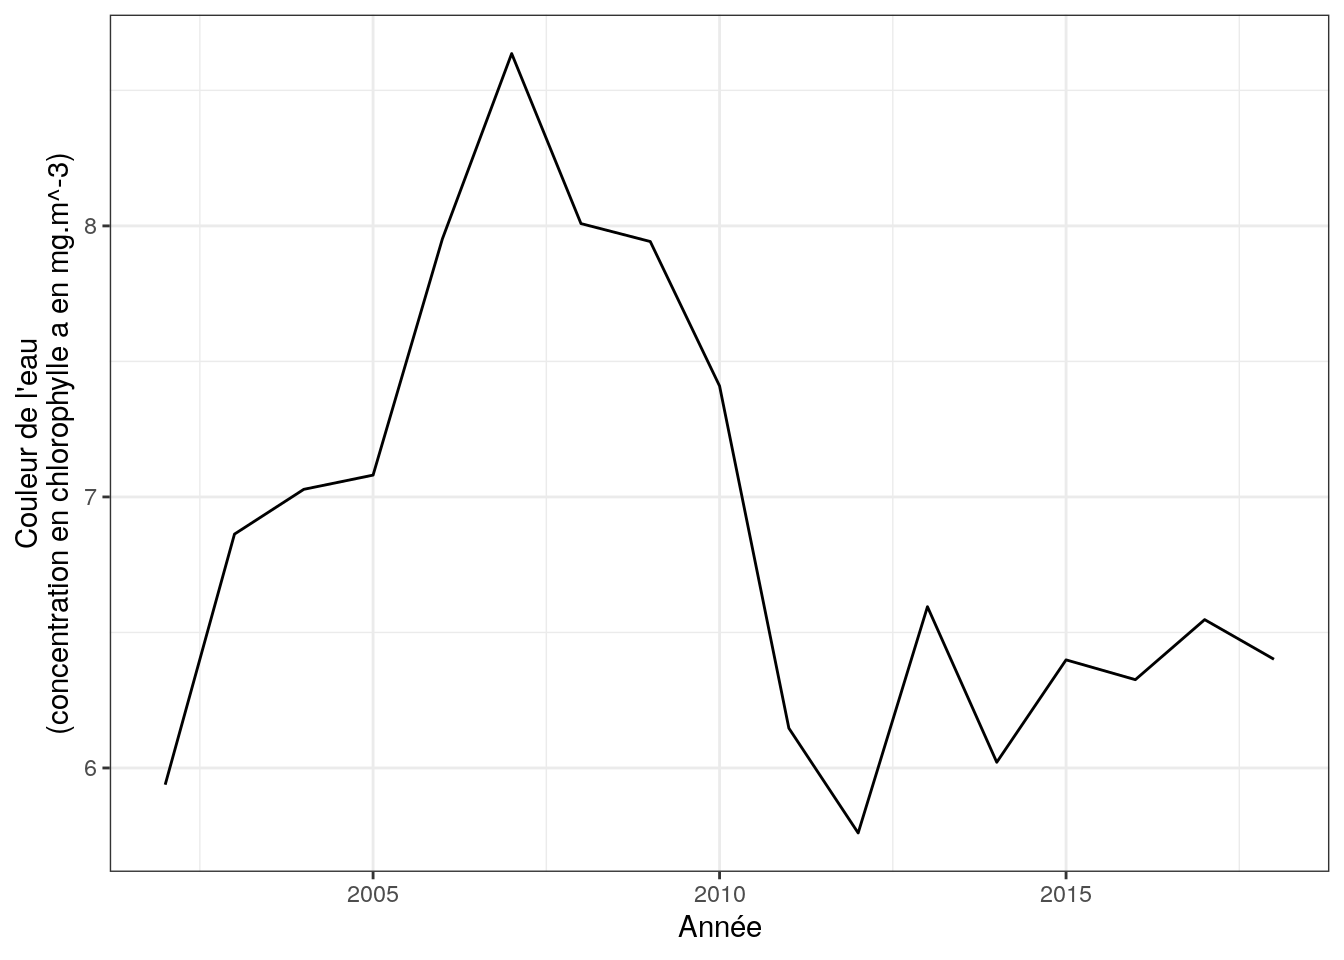 Couleur de l'eau
(concentration en chlorophylle a en mg.m^-3)
8
7
6
2005 2010 2015
Année